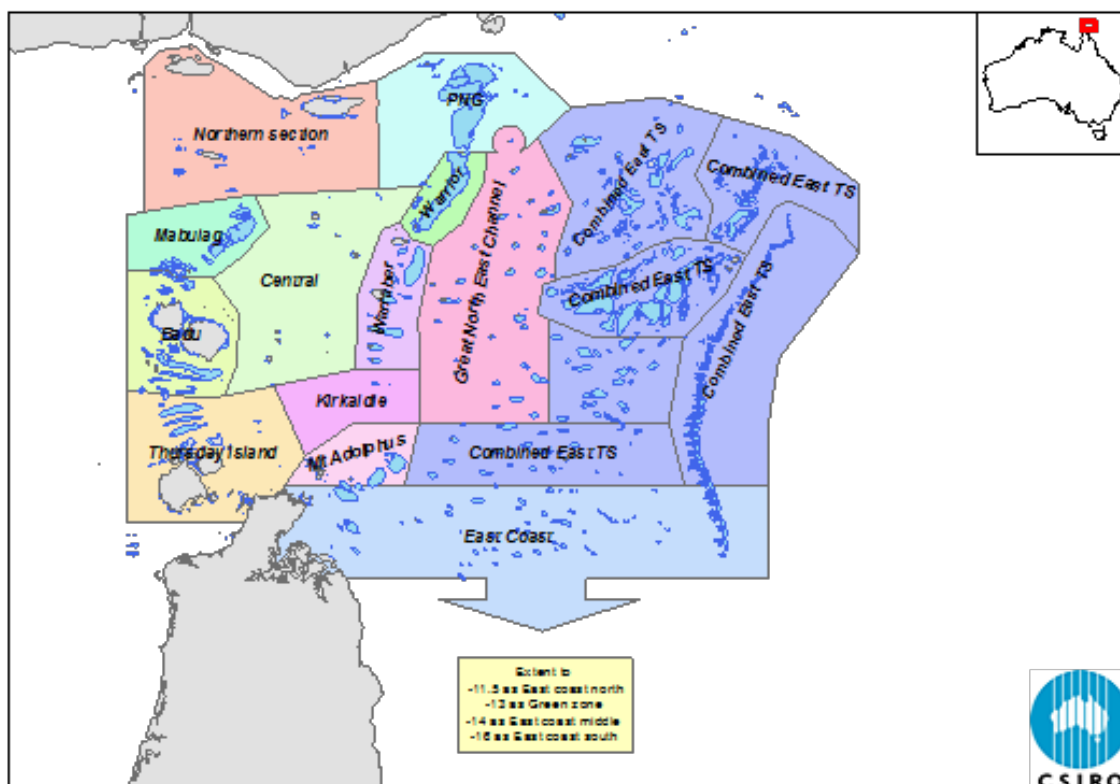 PNG
Northern section
Combined East TS
Combined East TS
Warrior
Mabulag
Great North East Channel
Combined East TS
Central
Warraber
Combined East TS
Badu
Kirkaldie
Thursday Island
Mt Adolphus
Combined East TS
East Coast
Extent to
-11.5 as East coast north
-13 as Green zone
-14 as East coast middle
-16 as East coast south
CSIRO